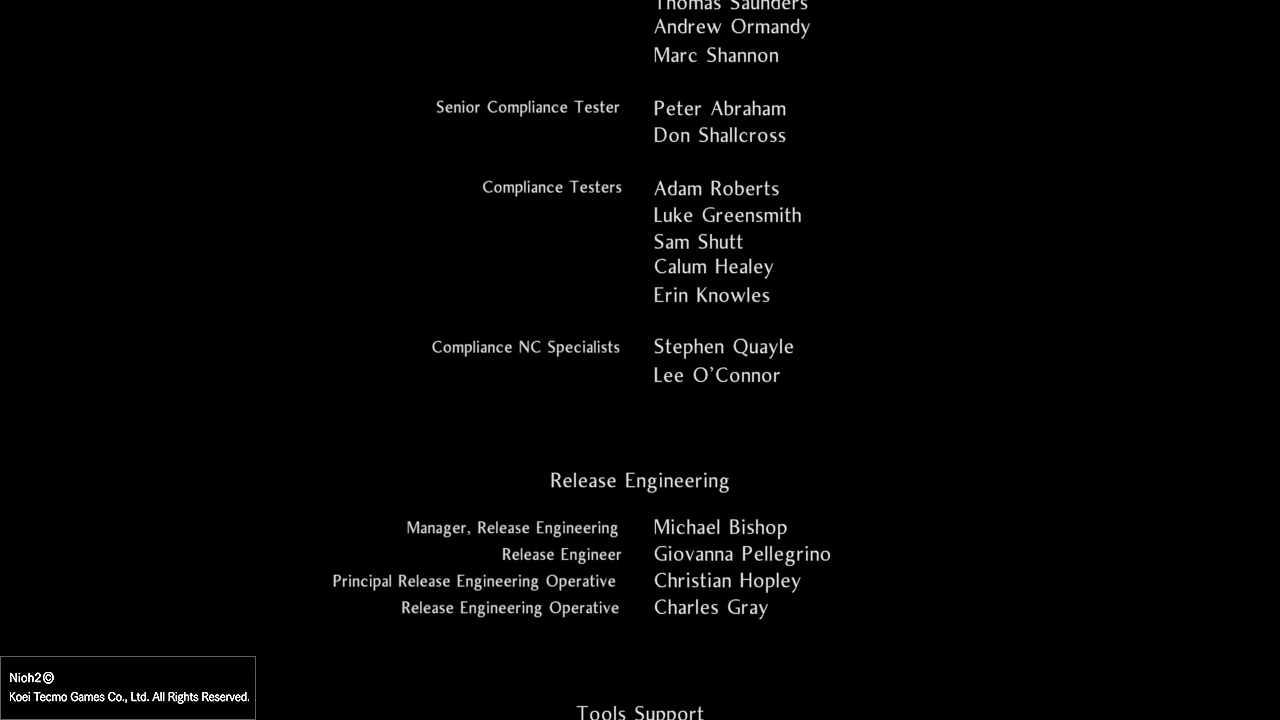 Thomas Saunders
Andrew Ormandy
Marc Shannon
Senior Compliance Tester Peter Abraham
Don Shallcross
Compliance Testers Adam Roberts
Luke Greensmith
Sam Shutt
Calum Healey
Erin Knowles
Compliance NC Specialists Stephen Quayle
Lee O’Connor
Release Engineering
Manager, Release Engineering Michael Bishop
Release Engineer Giovanna Pellegrino
Principal Release Engineering Operative Christian Hopley
Release Engineering Operative Charles Gray
Nioh2©
Koei Tecmo Games Co., Ltd. All Rights Reserved.
Tools Support